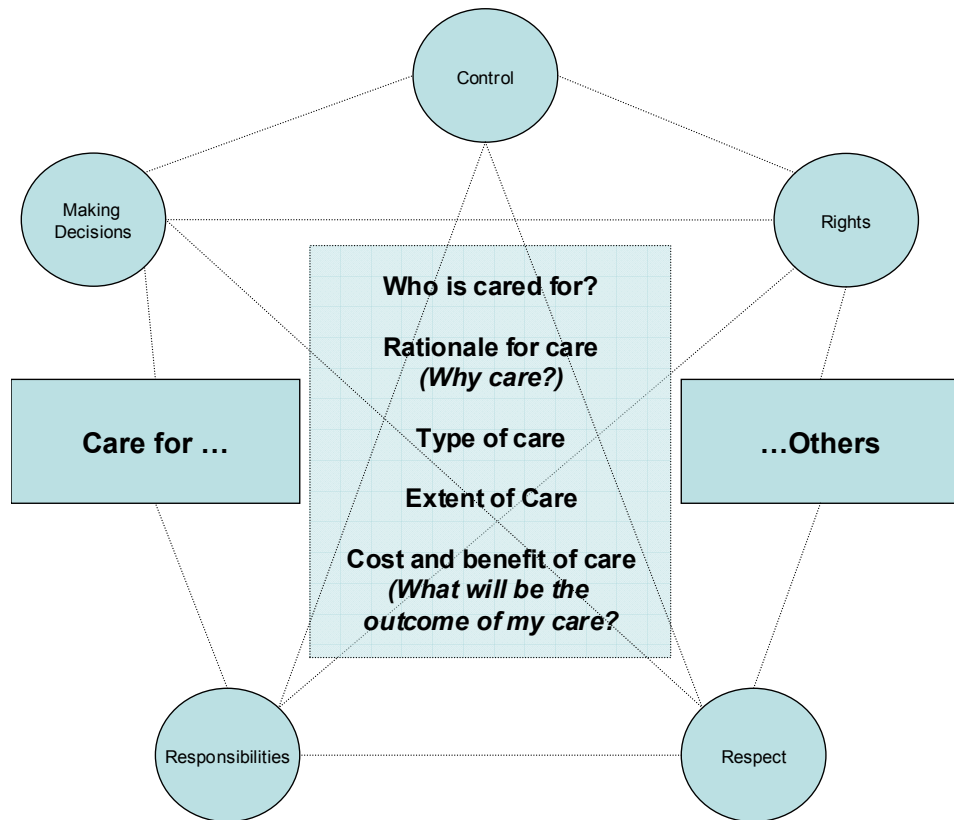 Control
Making
Decisions
Rights
Who is cared for?
Rationale for care
(Why care?)
Care for …
Type of care
…Others
Extent of Care
Cost and benefit of care
(What will be the
outcome of my care?
Responsibilities
Respect